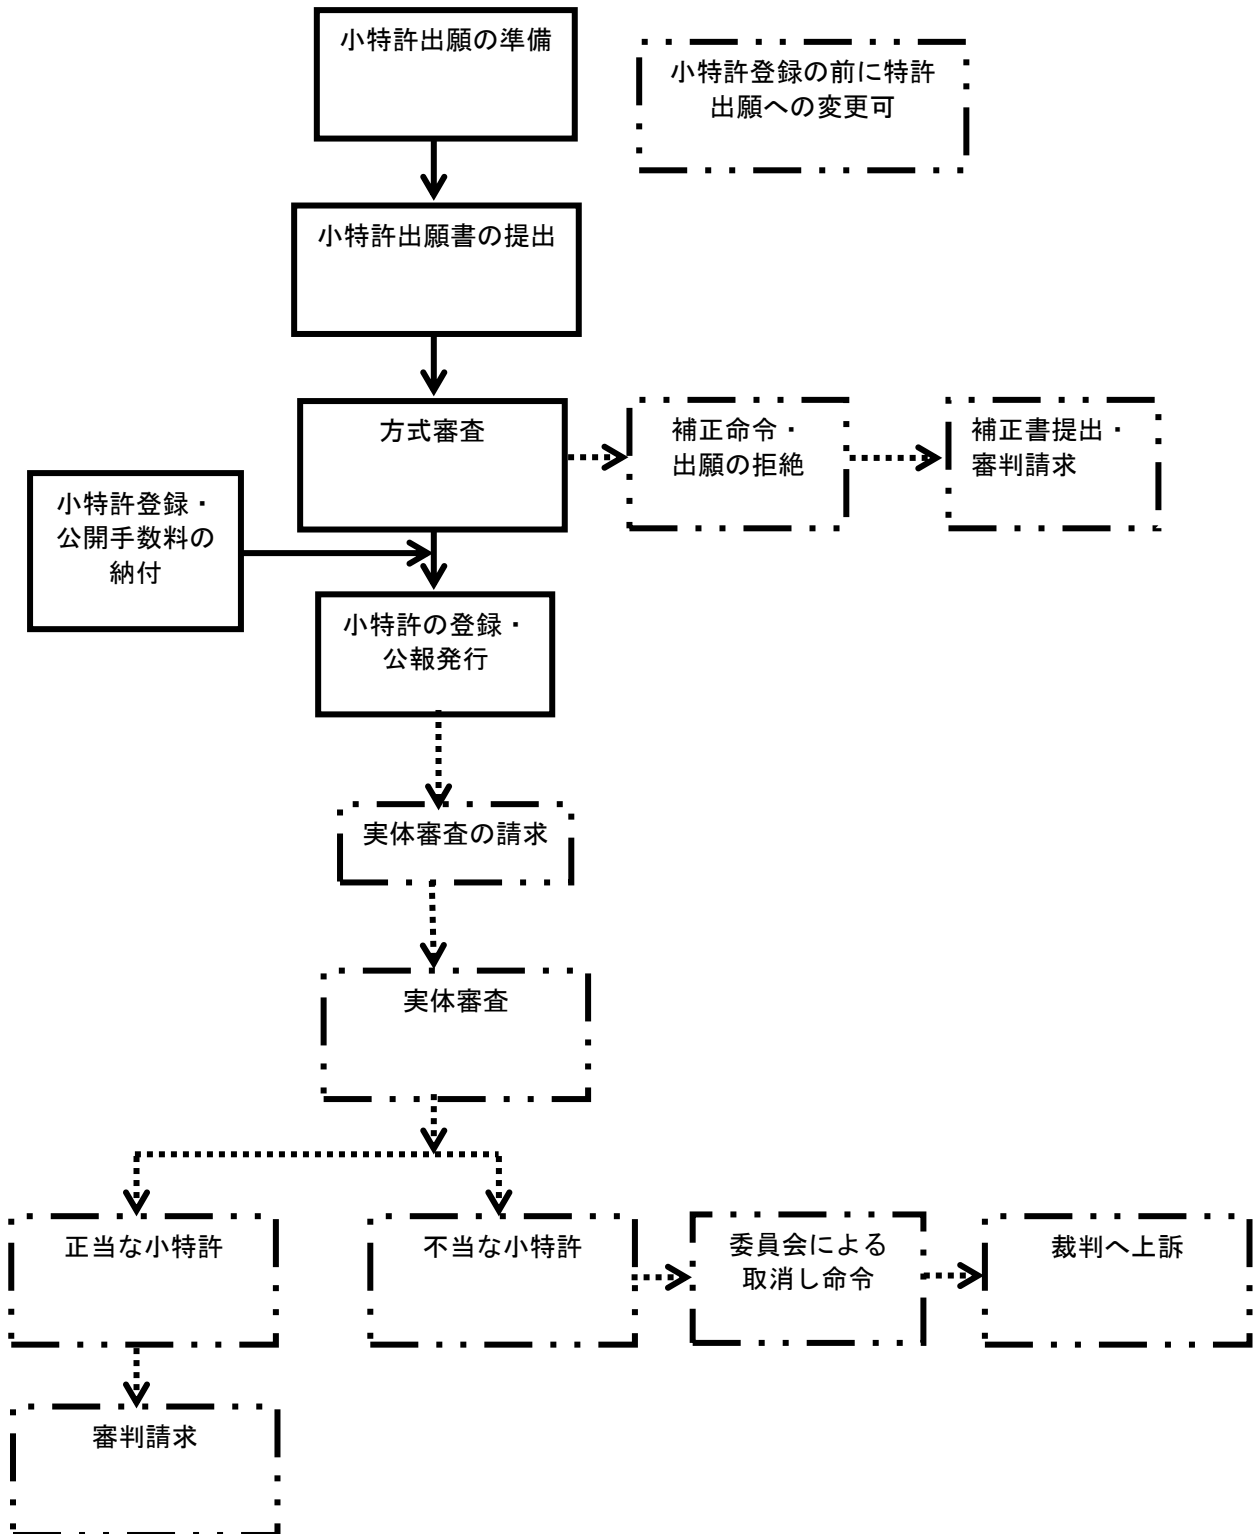 小特許出願の準備
小特許登録の前に特許
出願への変更可
小特許出願書の提出
方式審査
補正命令・
出願の拒絶
補正書提出・
審判請求
小特許登録・
公開手数料の
納付
小特許の登録・
公報発行
実体審査の請求
実体審査
正当な小特許
不当な小特許
委員会による
取消し命令
裁判へ上訴
審判請求